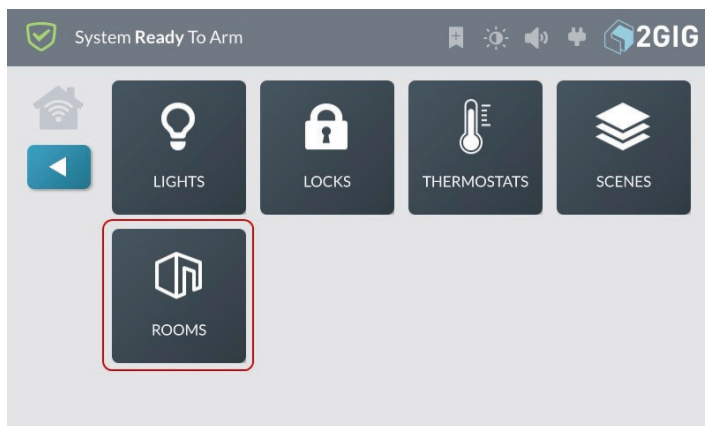 System Ready To Arm
2GIG
LIGHTS
LOCKS
THERMOSTATS
SCENES
ROOMS